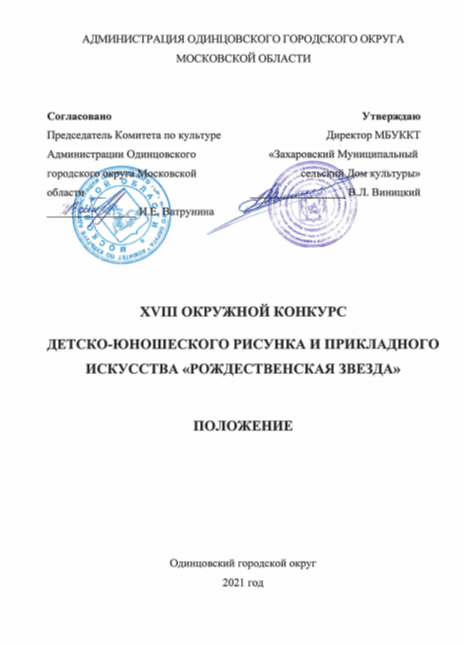 АДМИНИСТРАЦИЯ ОДИНЦОВСКОГО ГОРОДСКОГО ОКРУГА
МОСКОВСКОЙ ОБЛАСТИ
Согласовано
Председатель Комитета по культуре
Администрации Одинцовского
городского округа Московской
области
И.Е. Ватрунина
Утверждаю
Директор МБУККТ
«Захаровский Муниципальный
сельский Дом культуры»
В.Л. Виницкий
XVIII ОКРУЖНОЙ КОНКУРС
ДЕТСКО-ЮНОШЕСКОГО РИСУНКА И ПРИКЛАДНОГО
ИСКУССТВА «РОЖДЕСТВЕНСКАЯ ЗВЕЗДА»
ПОЛОЖЕНИЕ
Одинцовский городской округ
2021 год